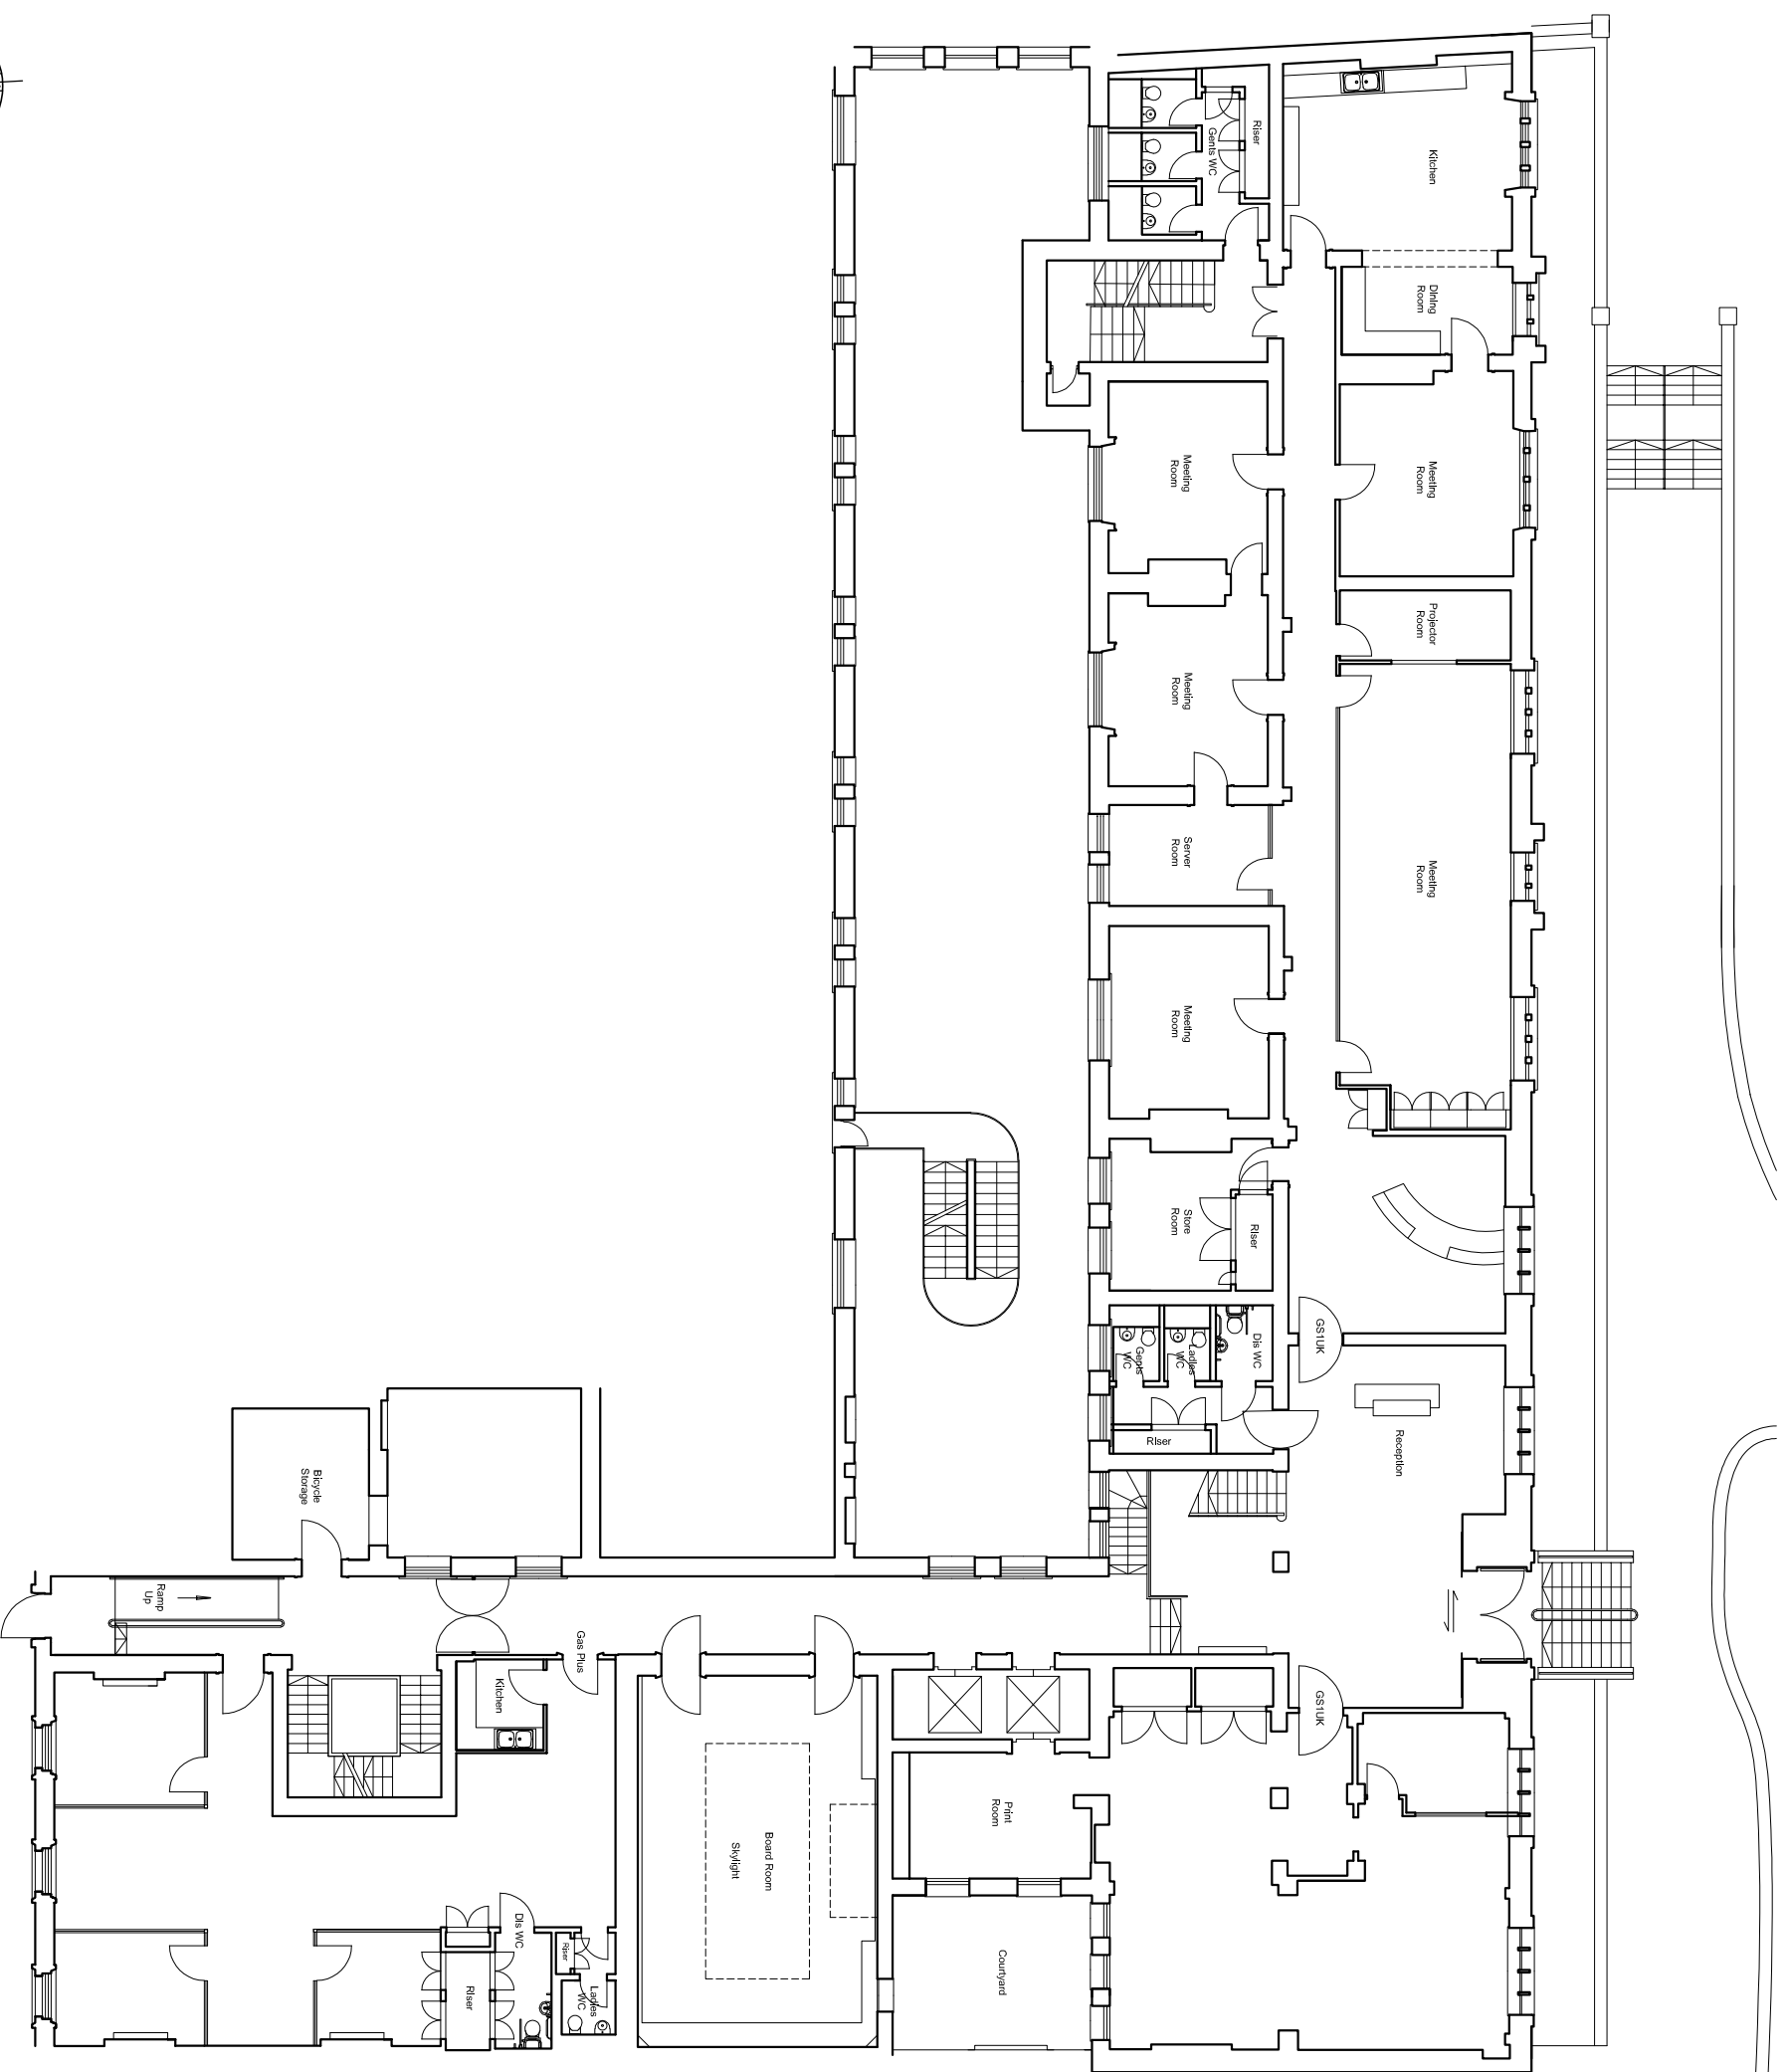 Riser
Gents WC
Kitchen
Dining
Room
Meeting
Room
Meeting
Room
Projector
Room
Meeting
Room
Server
Room
Meeting
Room
Meeting
Room
Store
Room
Riser
GS1UK
Dis WC
Ladies
WC
Gents
WC
Riser
Reception
Bicycle
Storage
Ramp
Up
Gas Plus
Kitchen
GS1UK
Print
Room
Board Room
Skylight
Courtyard
Dis WC
Riser
Riser
Ladies
WC